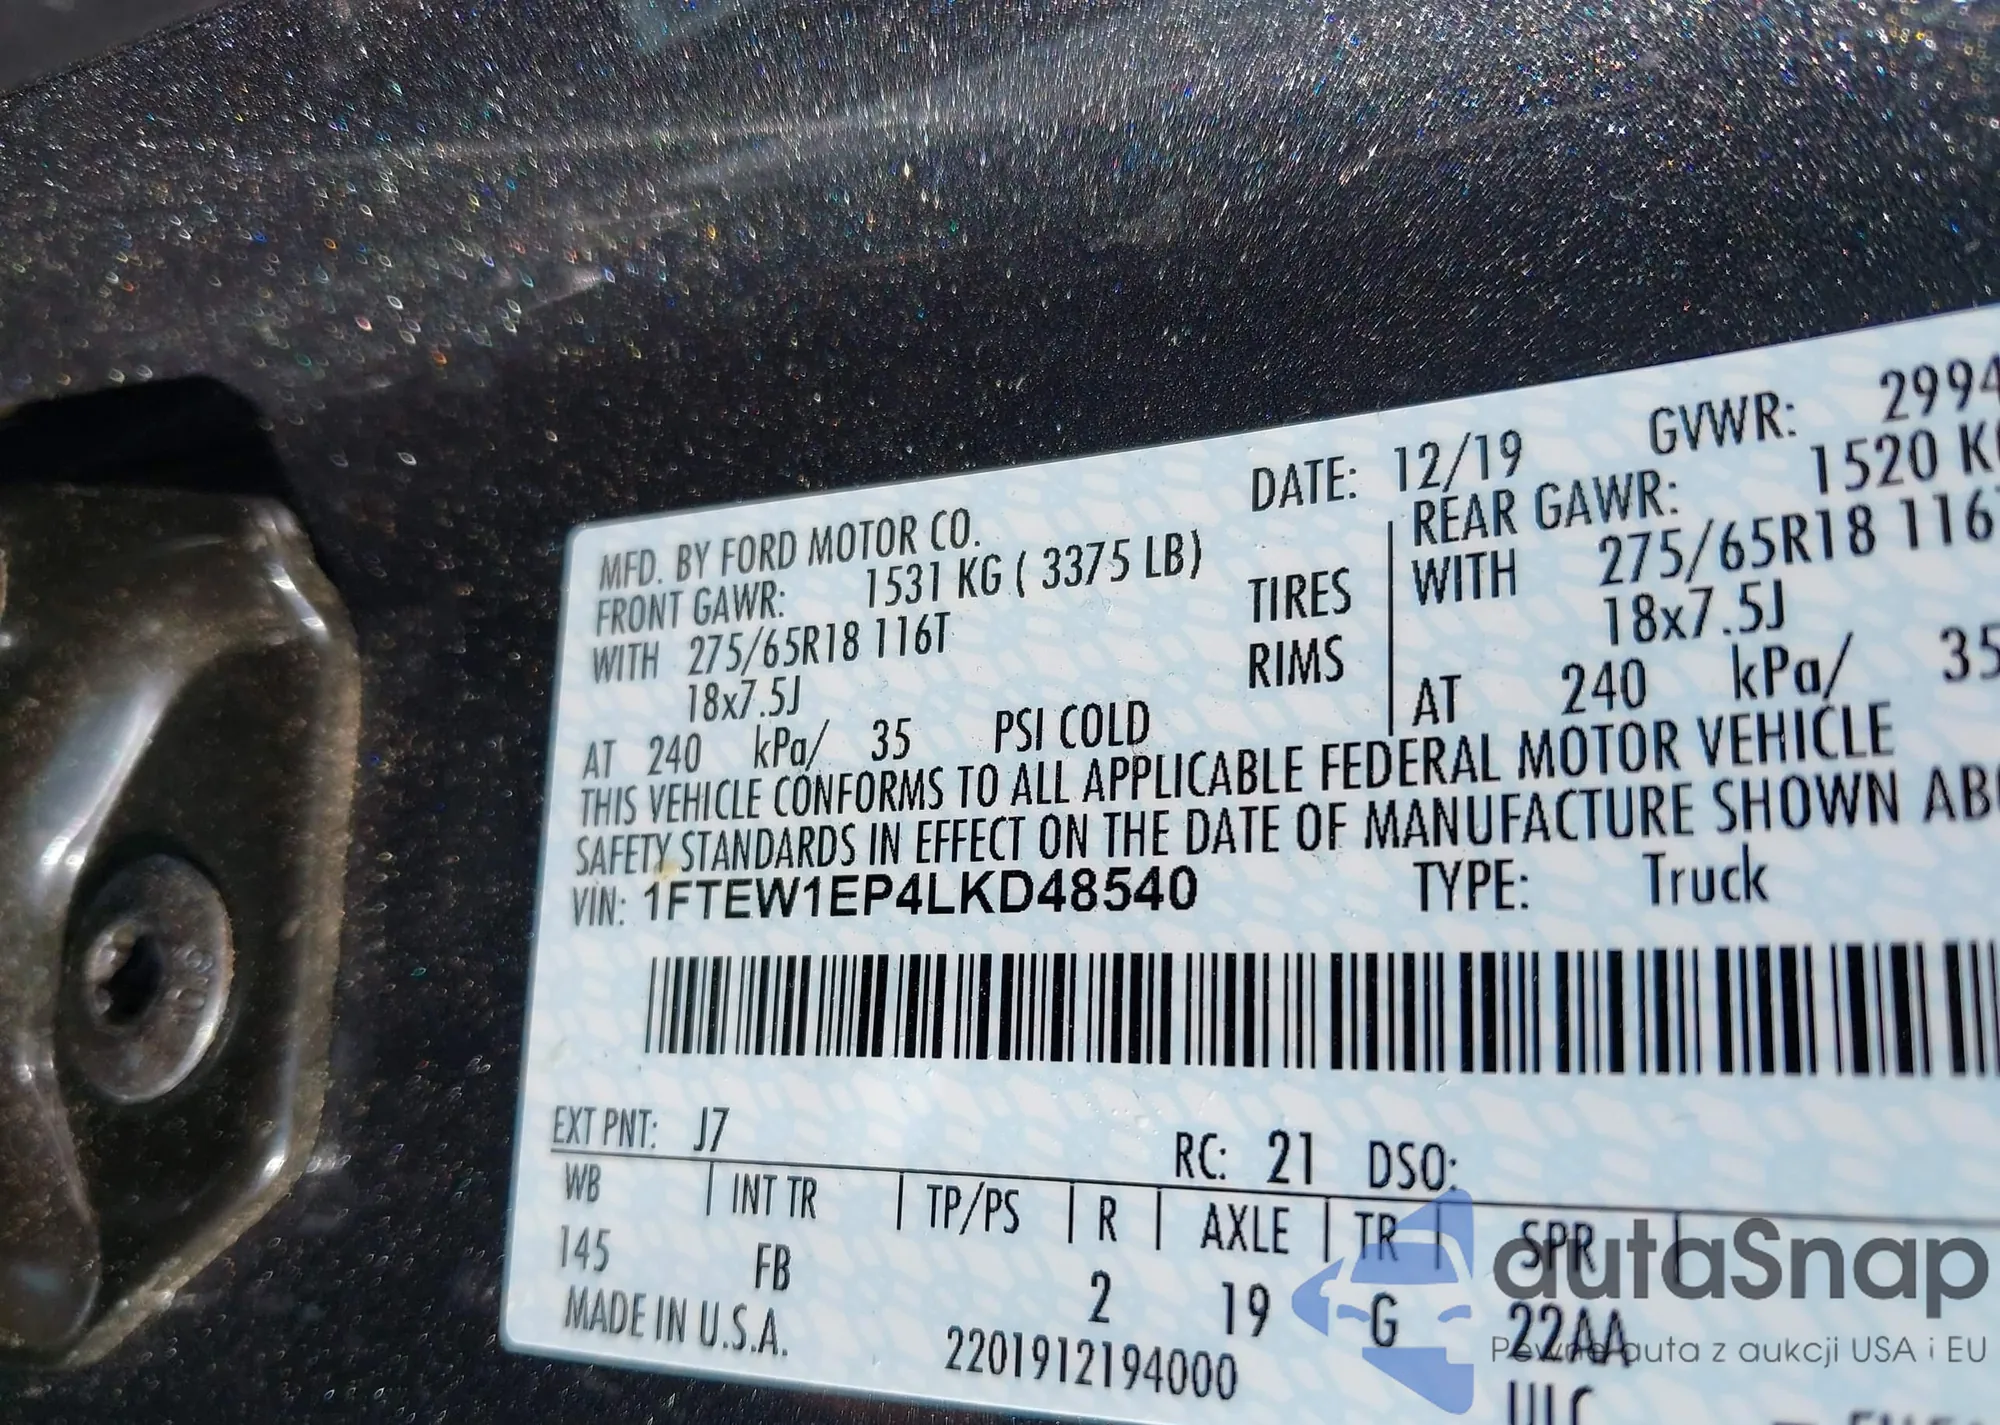 MFD. BY FORD MOTOR CO. DATE: 12/19 GVWR: 2994
FRONT GAWR: 1531 KG ( 3375 LB) REAR GAWR: 1520 KG
WITH 275/65R18 116T TIRES WITH 275/65R18 116T
18x7.5J RIMS 18x7.5J
AT 240 kPa/ 35 PSI COLD AT 240 kPa/ 35
THIS VEHICLE CONFORMS TO ALL APPLICABLE FEDERAL MOTOR VEHICLE
SAFETY STANDARDS IN EFFECT ON THE DATE OF MANUFACTURE SHOWN
VIN: 1FTEW1EP4LKD48540 TYPE: Truck
EXT PNT: J7 RC: 21 DSO:
WB INT TR TP/PS R AXLE TR SPR
145 FB 2 19 G 22AA
MADE IN U.S.A. 2201912194000
autaSnap
Pewne auta z aukcji USA i EU